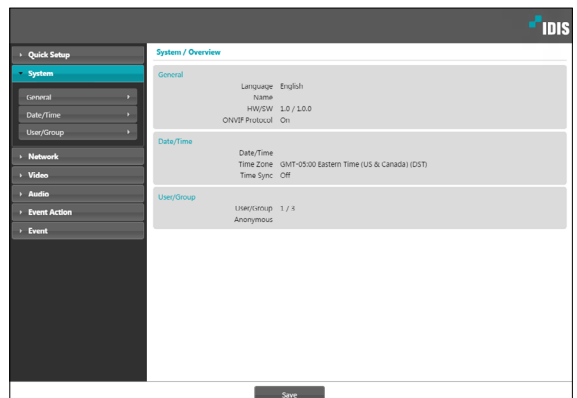 IDIS
Quick Setup
System
General
Date/Time
User/Group
Network
Video
Audio
Event Action
Event
System / Overview
General
Language English
Name
HW/SW 1.0 / 1.0.0
ONVIF Protocol On
Date/Time
Date/Time
Time Zone GMT-05:00 Eastern Time (US & Canada) (DST)
Time Sync Off
User/Group
User/Group 1 / 3
Anonymous
Save